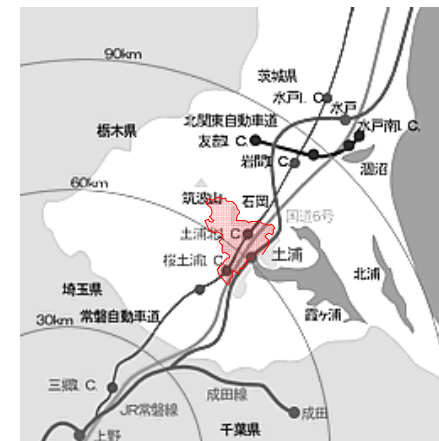 90km
茨城県
水戸I. C.
水戸
水戸南I. C.
北関東自動車道
栃木県
友部I. C.
岩間I. C.
涸沼
60km
筑波山
石岡
国道6号
土浦北I. C.
土浦
桜土浦I. C.
北浦
埼玉県
霞ヶ浦
常磐自動車道
30km
三郷I. C.
JR常磐線
成田線
成田
上野
千葉県